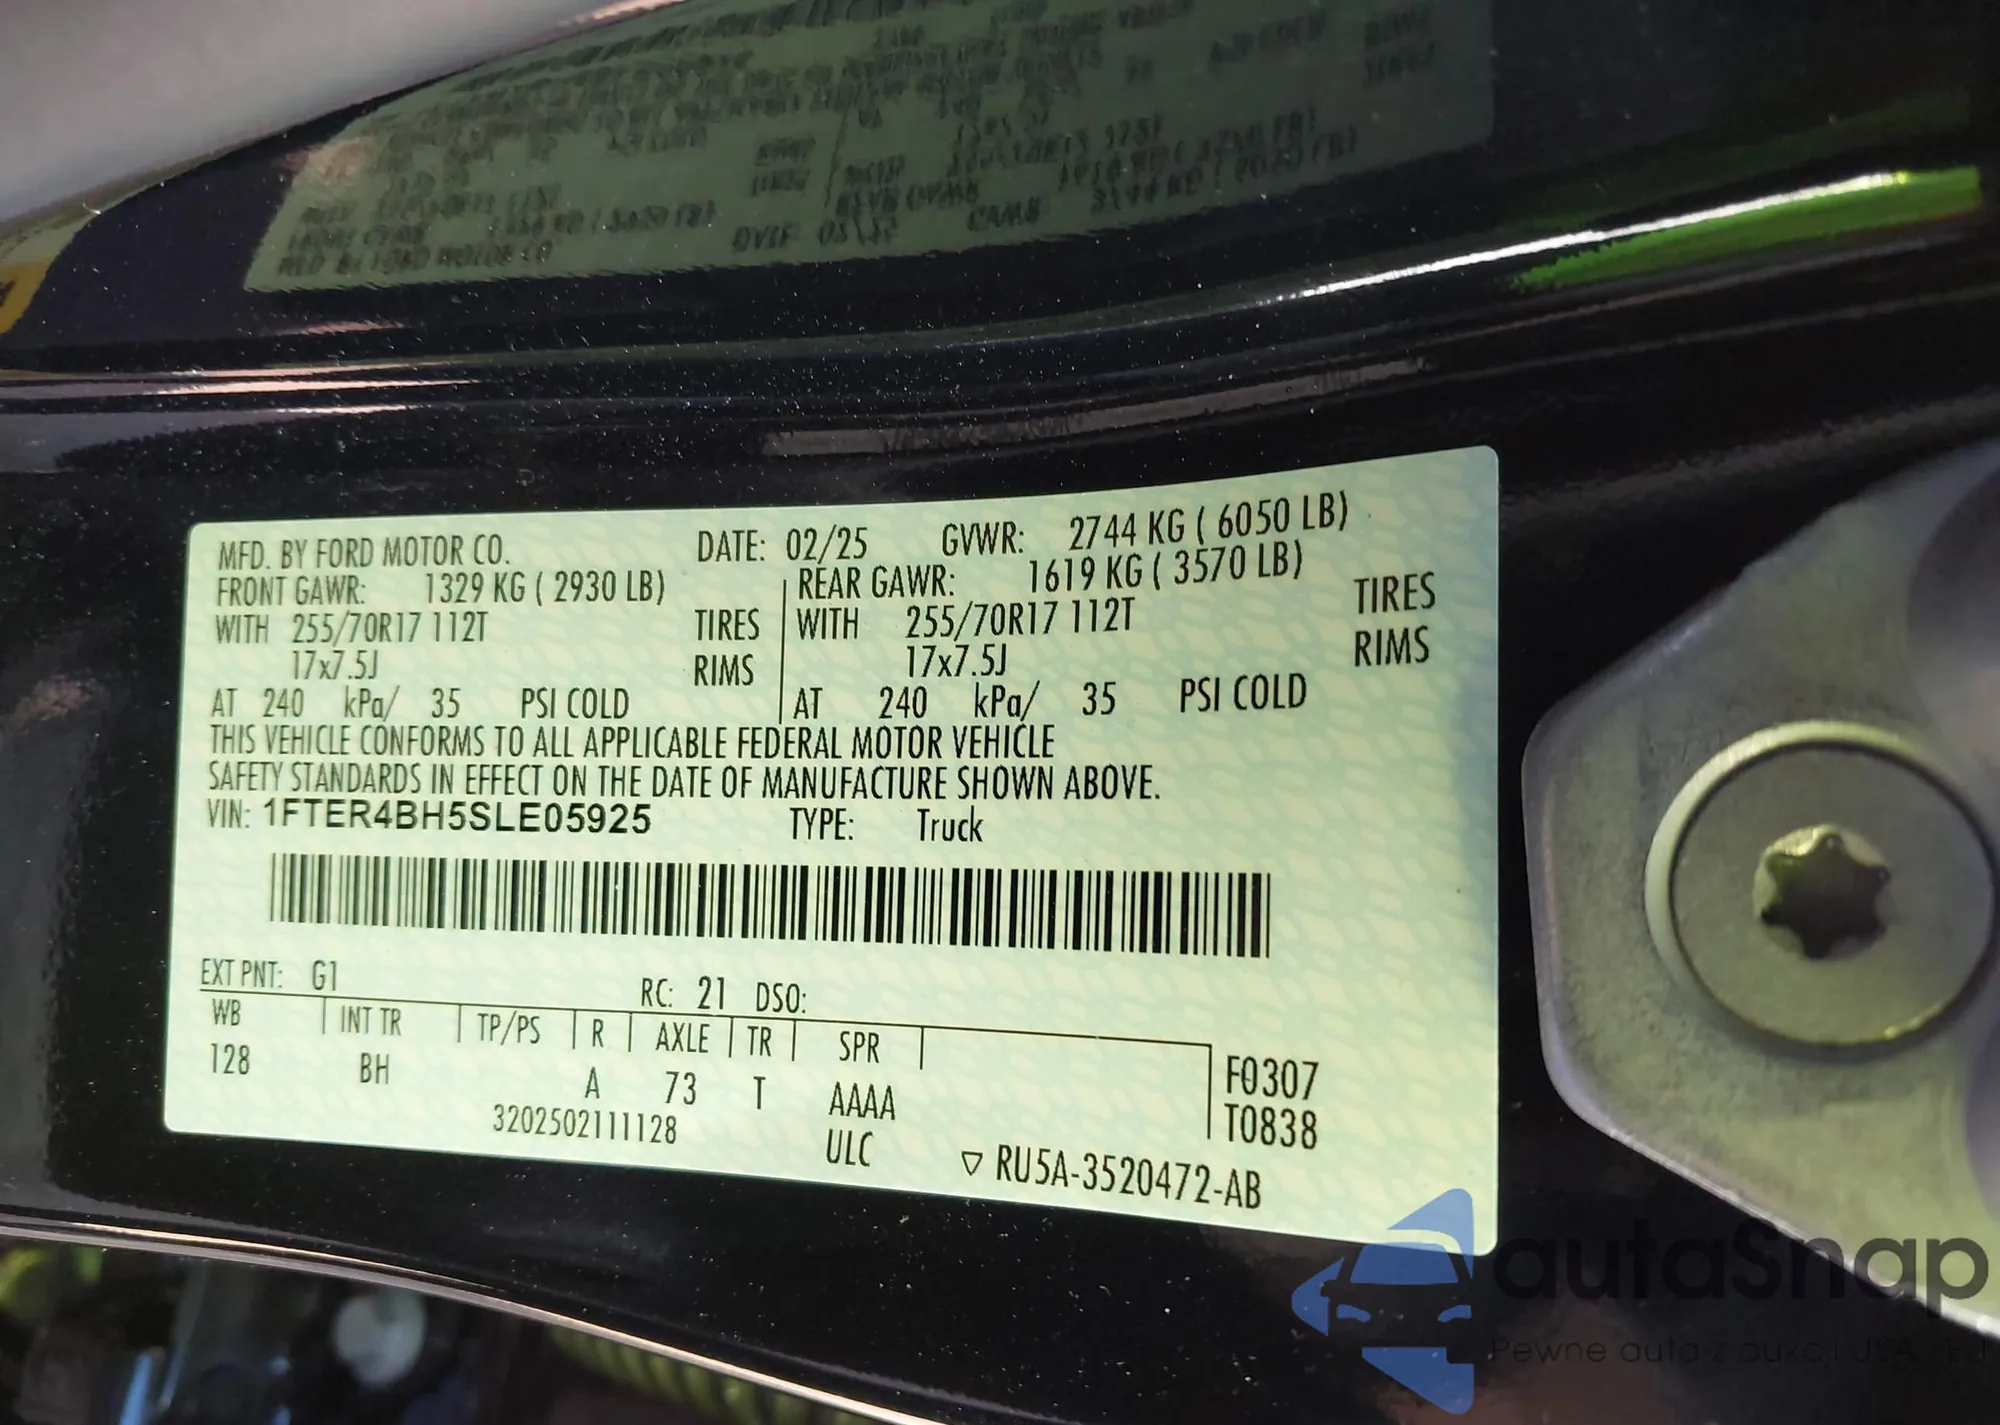 MFD. BY FORD MOTOR CO. DATE: 02/25 GVWR: 2744 KG ( 6050 LB)
FRONT GAWR: 1329 KG ( 2930 LB) REAR GAWR: 1619 KG ( 3570 LB)
WITH 255/70R17 112T TIRES WITH 255/70R17 112T TIRES
17x7.5J RIMS 17x7.5J RIMS
AT 240 kPa/ 35 PSI COLD AT 240 kPa/ 35 PSI COLD
THIS VEHICLE CONFORMS TO ALL APPLICABLE FEDERAL MOTOR VEHICLE
SAFETY STANDARDS IN EFFECT ON THE DATE OF MANUFACTURE SHOWN ABOVE.
VIN: 1FTER4BH5SLE05925 TYPE: Truck
EXT PNT: G1 RC: 21 DSO:
WB INT TR TP/PS R AXLE TR SPR
128 BH A 73 T AAAA
F0307
T0838
3202502111128 ULC
▽ RU5A-3520472-AB
autaSnap
Pewne auta z aukcji USA i EU